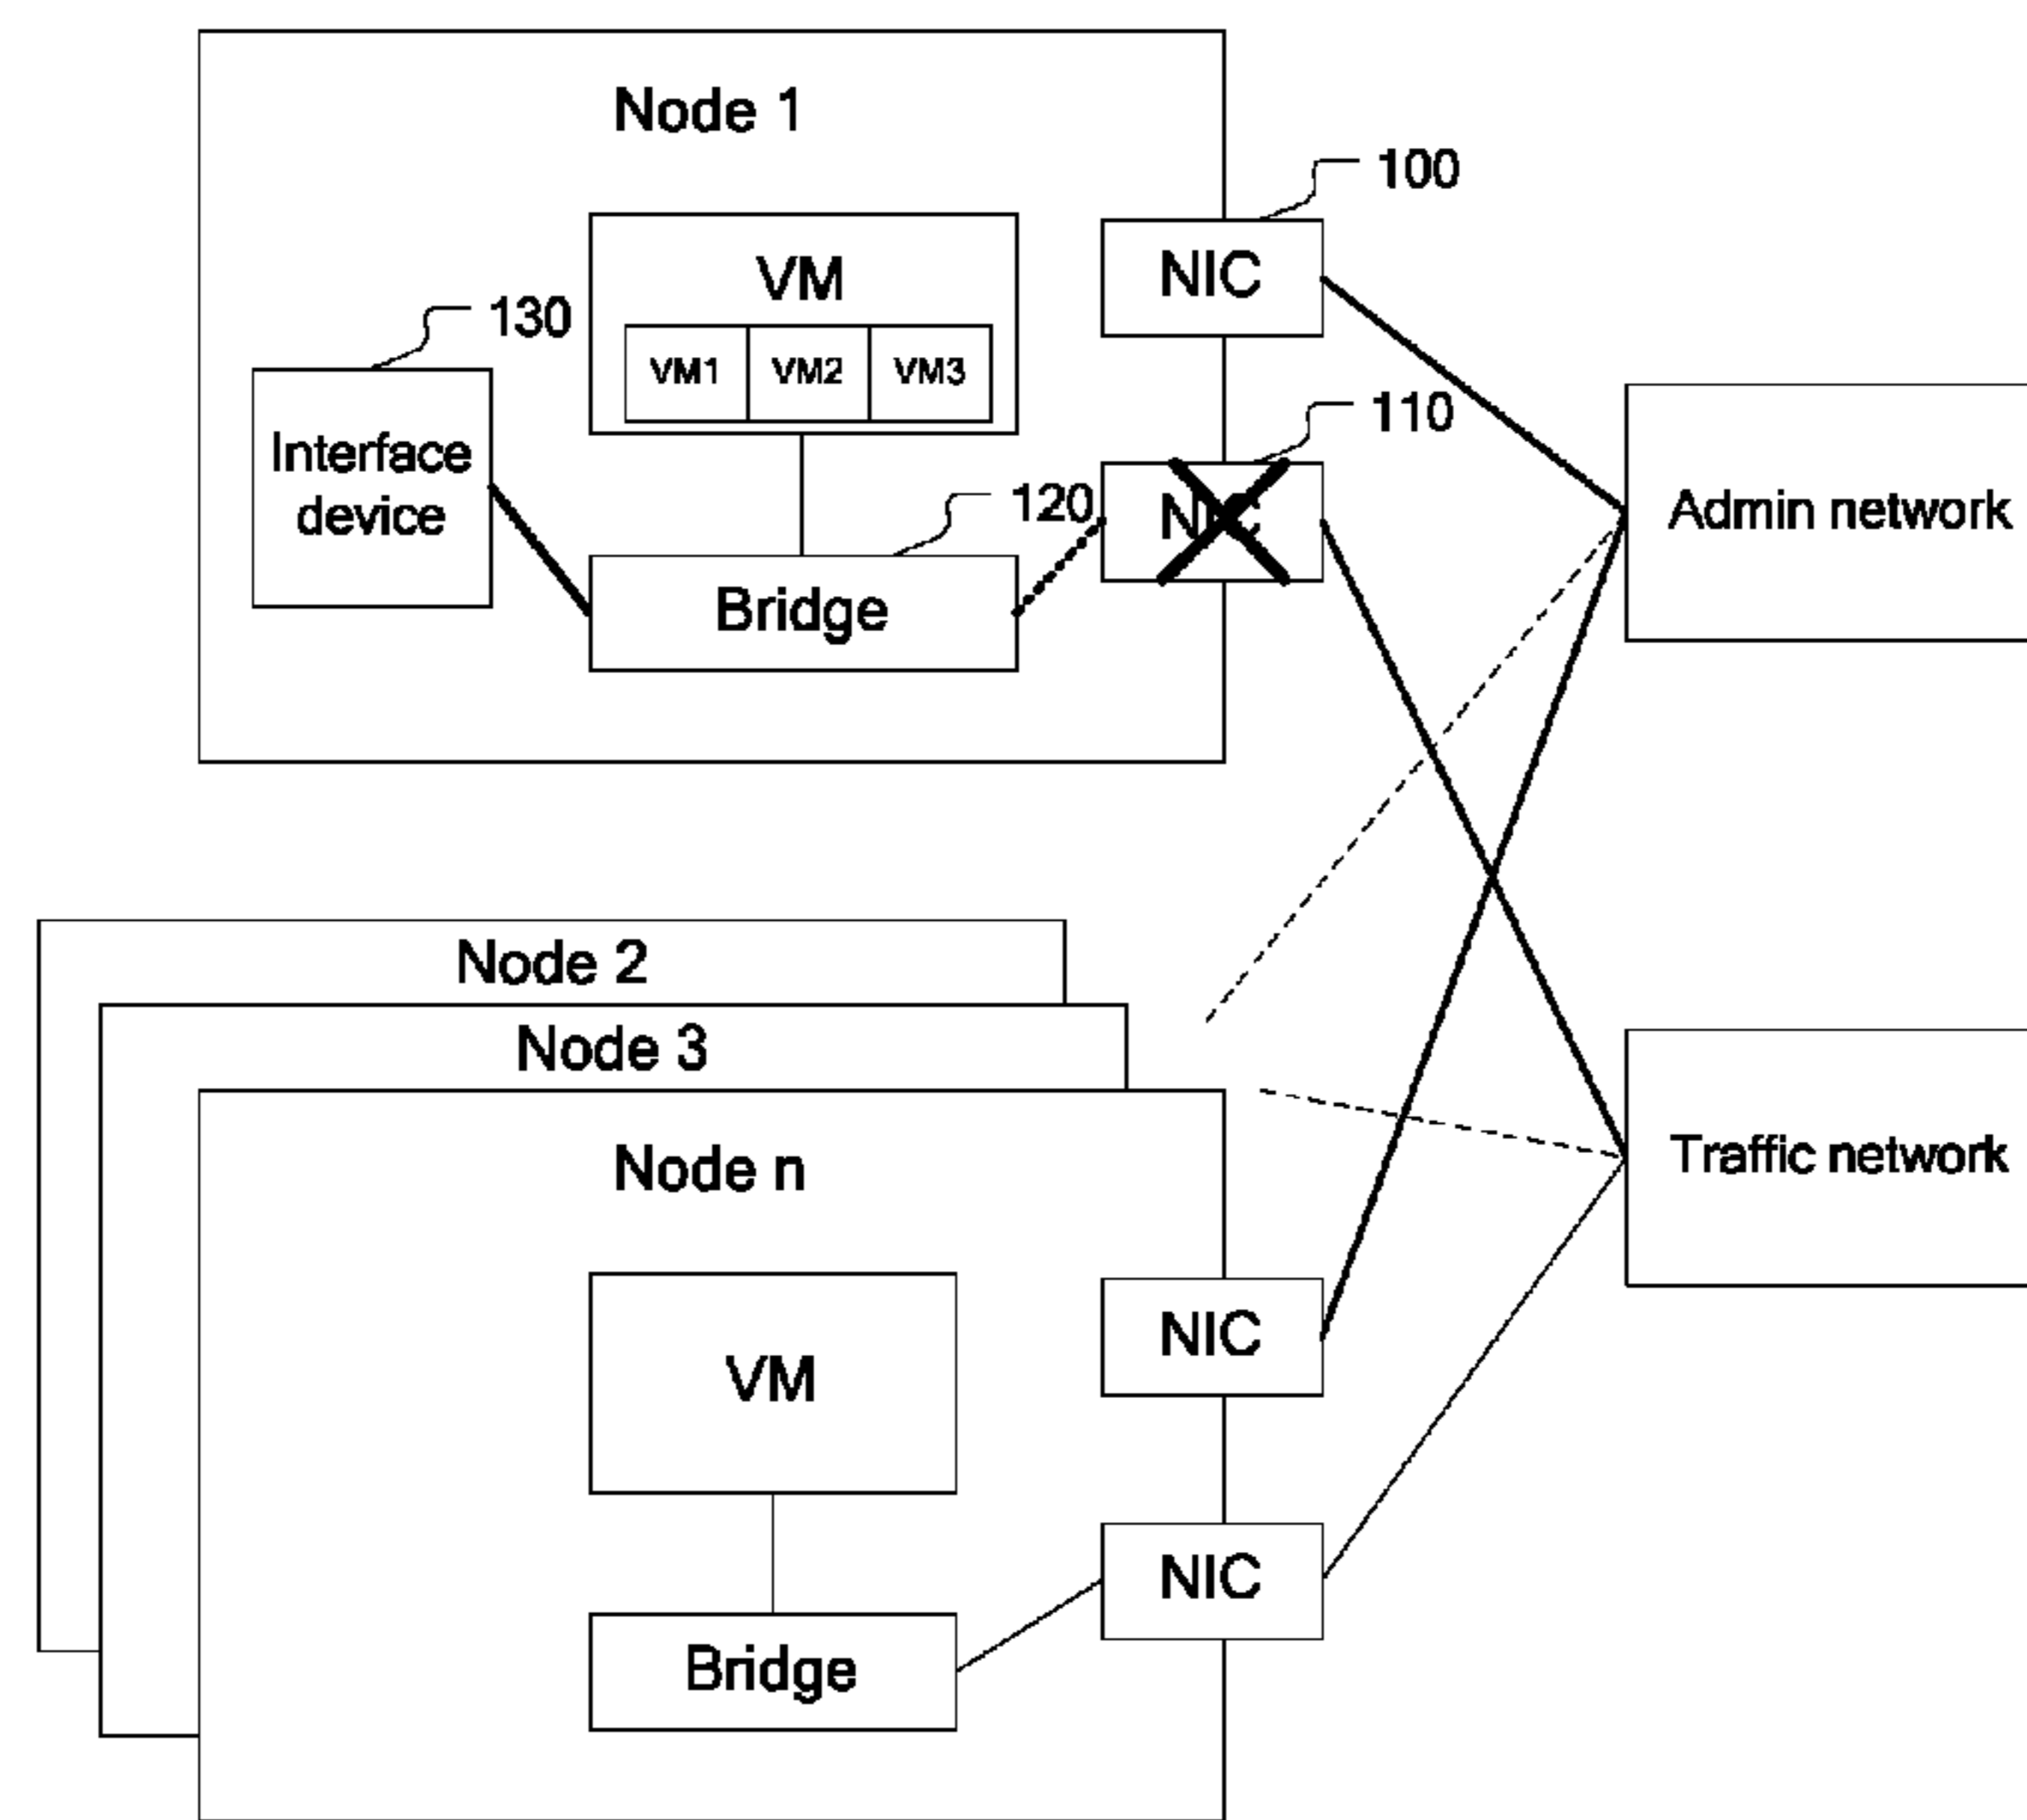 Node 1
100
NIC
VM
130
VM1 VM2 VM3
110
Interface
device
120
NIC
Admin network
Bridge
Node 2
Node 3
Traffic network
Node n
NIC
VM
NIC
Bridge